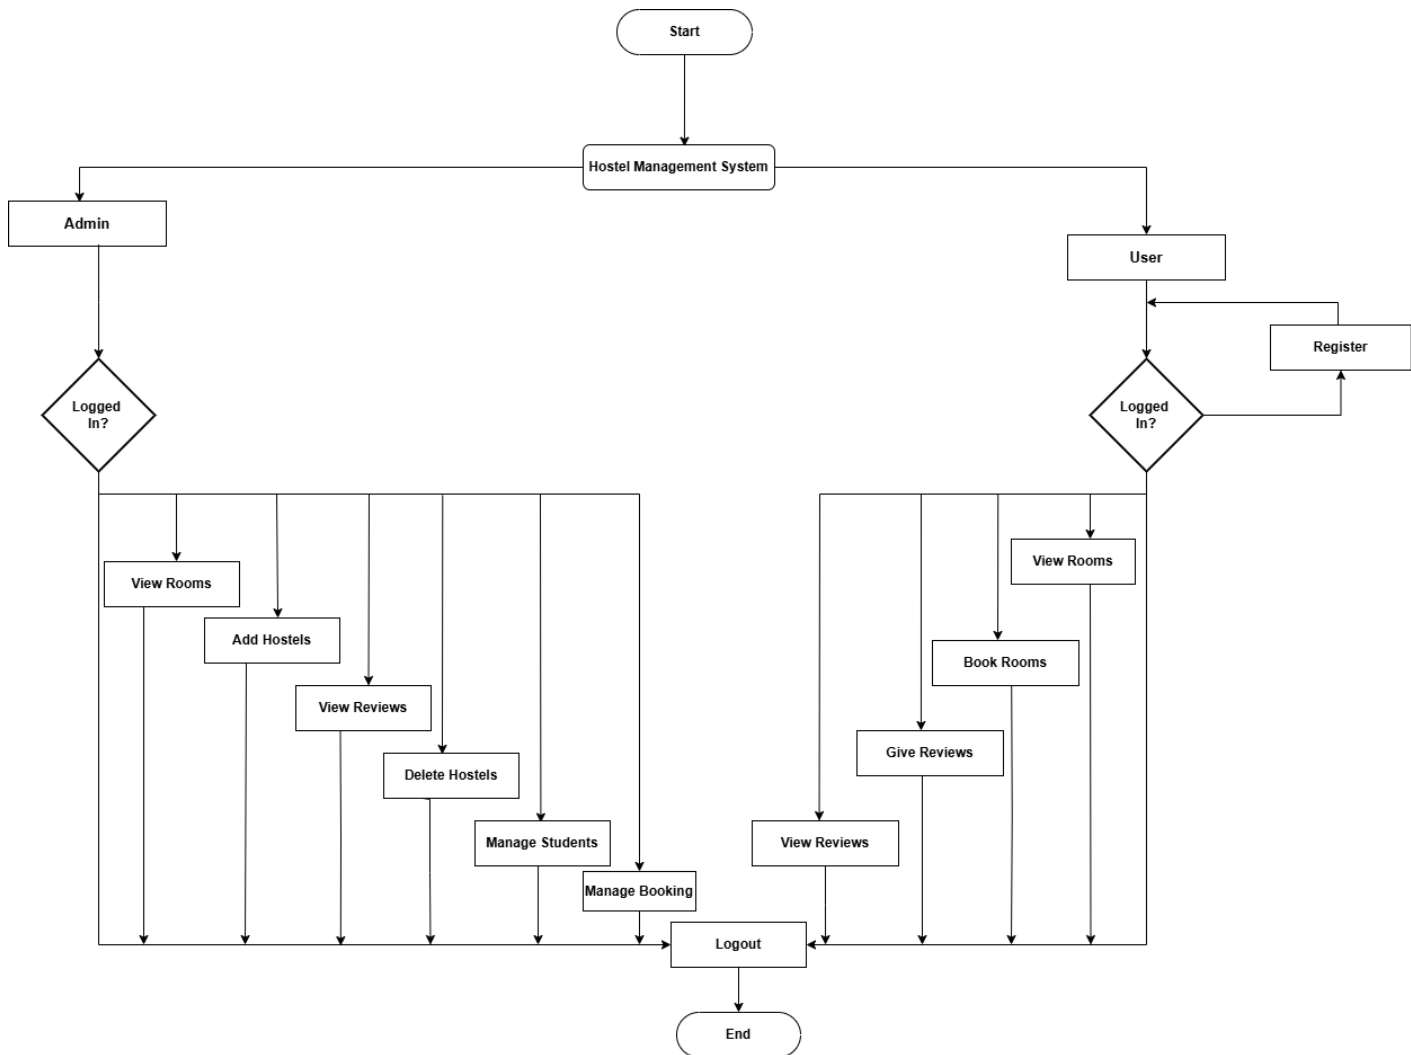 Start
Hostel Management System
Admin
User
Register
Logged
In?
Logged
In?
View Rooms
View Rooms
Add Hostels
Book Rooms
View Reviews
Give Reviews
Delete Hostels
Manage Students
View Reviews
Manage Booking
Logout
End